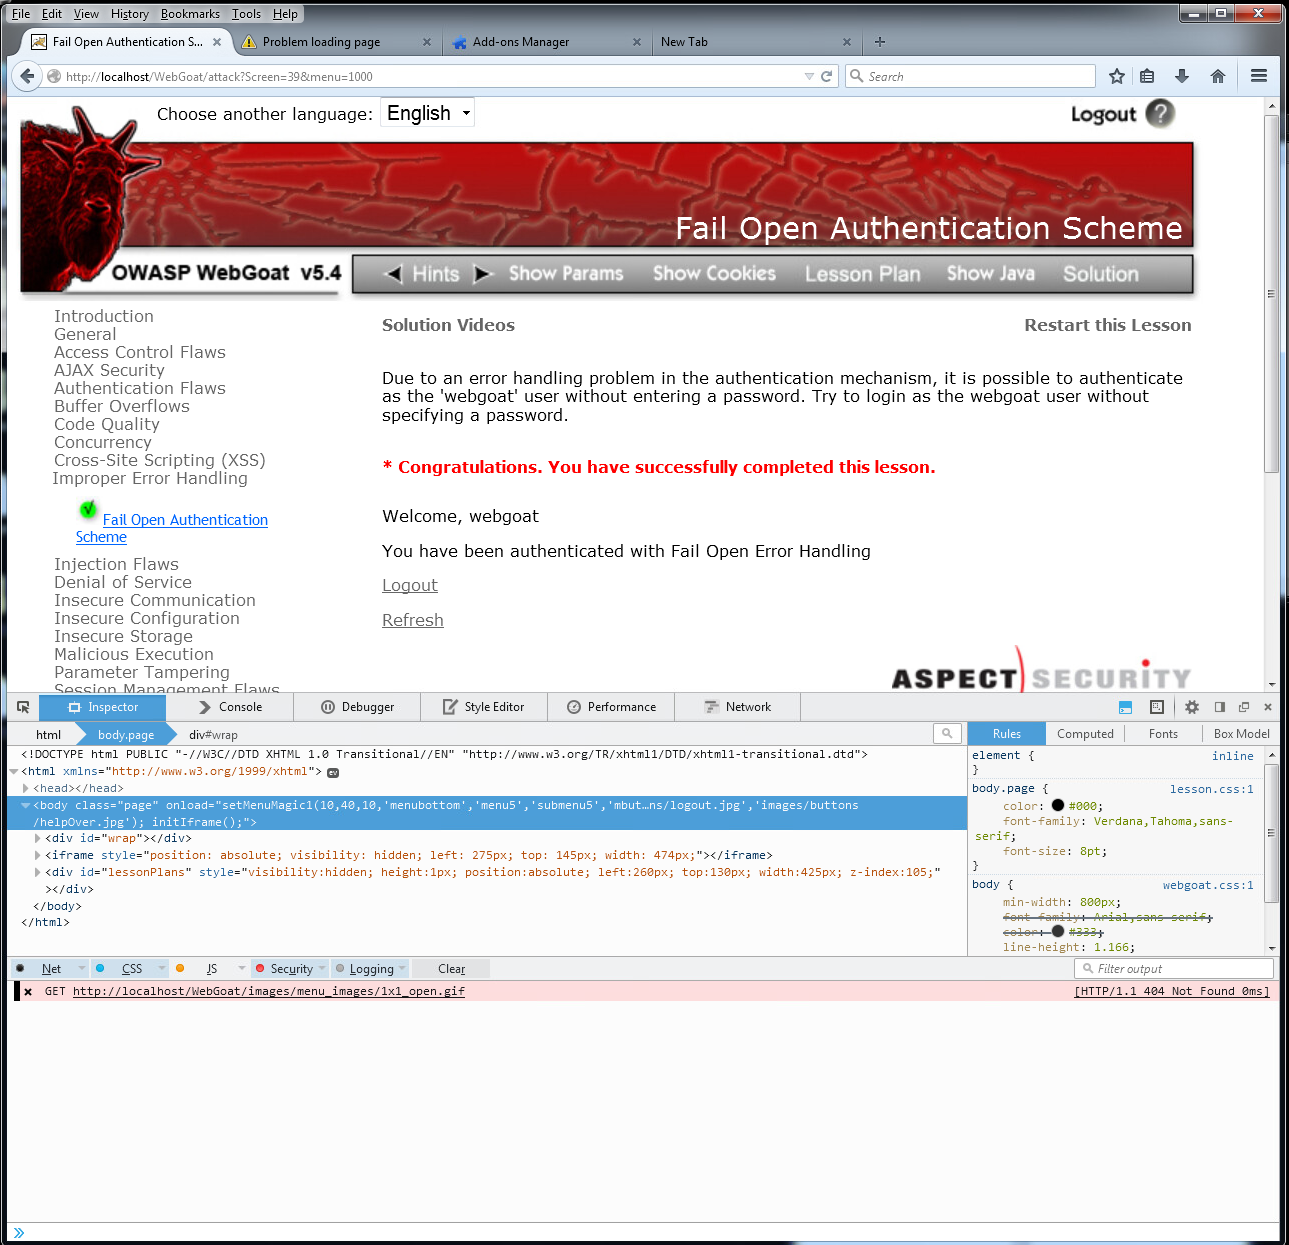 File Edit View History Bookmarks Tools Help
Fail Open Authentication S... Problem loading page Add-ons Manager New Tab
http://localhost/WebGoat/attack?Screen=39&menu=1000 Search
Choose another language: English Logout ?
Fail Open Authentication Scheme
OWASP WebGoat v5.4 Hints Show Params Show Cookies Lesson Plan Show Java Solution
Introduction
General
Access Control Flaws
AJAX Security
Authentication Flaws
Buffer Overflows
Code Quality
Concurrency
Cross-Site Scripting (XSS)
Improper Error Handling
Fail Open Authentication
Scheme
Injection Flaws
Denial of Service
Insecure Communication
Insecure Configuration
Insecure Storage
Malicious Execution
Parameter Tampering
Session Management Flaws
Solution Videos Restart this Lesson
Due to an error handling problem in the authentication mechanism, it is possible to authenticate
as the 'webgoat' user without entering a password. Try to login as the webgoat user without
specifying a password.
* Congratulations. You have successfully completed this lesson.
Welcome, webgoat
You have been authenticated with Fail Open Error Handling
Logout
Refresh
ASPECT SECURITY
Inspector Console Debugger Style Editor Performance Network
html body.page div#wrap
<!DOCTYPE html PUBLIC "-//W3C//DTD XHTML 1.0 Transitional//EN" "http://www.w3.org/TR/xhtml1/DTD/xhtml1-transitional.dtd">
<html xmlns="http://www.w3.org/1999/xhtml"> ev
<head></head>
<body class="page" onload="setMenuMagic1(10,40,10,'menubottom','menu5','submenu5','mbut…ns/logout.jpg','images/buttons
/helpOver.jpg'); initIframe();">
<div id="wrap"></div>
<iframe style="position: absolute; visibility: hidden; left: 275px; top: 145px; width: 474px;"></iframe>
<div id="lessonPlans" style="visibility:hidden; height:1px; position:absolute; left:260px; top:130px; width:425px; z-index:105;"
></div>
</body>
</html>
Rules Computed Fonts Box Model
element { inline
}
body.page { lesson.css:1
color: #000;
font-family: Verdana,Tahoma,sans-
serif;
font-size: 8pt;
}
body { webgoat.css:1
min-width: 800px;
font-family: Arial,sans-serif;
color: #333;
line-height: 1.166;
Net CSS JS Security Logging Clear Filter output
GET http://localhost/WebGoat/images/menu_images/1x1_open.gif [HTTP/1.1 404 Not Found 0ms]